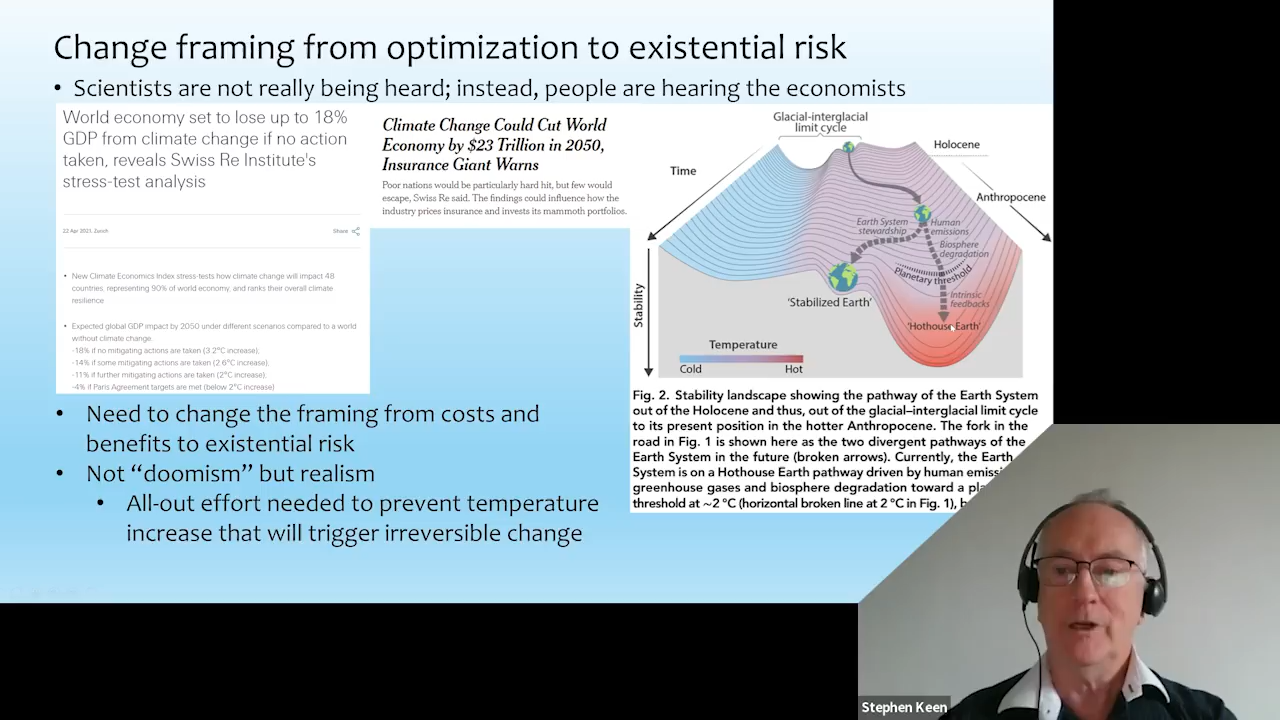 Change framing from optimization to existential risk
• Scientists are not really being heard; instead, people are hearing the economists
World economy set to lose up to 18%
GDP from climate change if no action
taken, reveals Swiss Re Institute's
stress-test analysis
22 Apr 2021, Zurich
Share
• New Climate Economics Index stress-tests how climate change will impact 48
countries, representing 90% of world economy, and ranks their overall climate
resilience
• Expected global GDP impact by 2050 under different scenarios compared to a world
without climate change:
-18% if no mitigating actions are taken (3.2°C increase);
-14% if some mitigating actions are taken (2.6°C increase);
-11% if further mitigating actions are taken (2°C increase);
-4% if Paris Agreement targets are met (below 2°C increase)
Climate Change Could Cut World
Economy by $23 Trillion in 2050,
Insurance Giant Warns
Poor nations would be particularly hard hit, but few would
escape, Swiss Re said. The findings could influence how the
industry prices insurance and invests its mammoth portfolios.
Glacial-interglacial
limit cycle
Holocene
Time
Anthropocene
Earth System
stewardship
Human
emissions
Biosphere
degradation
Planetary threshold
Intrinsic
feedbacks
'Stabilized Earth'
'Hothouse Earth'
Stability
Temperature
Cold
Hot
Fig. 2. Stability landscape showing the pathway of the Earth System
out of the Holocene and thus, out of the glacial–interglacial limit cycle
to its present position in the hotter Anthropocene. The fork in the
road in Fig. 1 is shown here as the two divergent pathways of the
Earth System in the future (broken arrows). Currently, the Earth
System is on a Hothouse Earth pathway driven by human
greenhouse gases and biosphere degradation toward a
threshold at ~2 °C (horizontal broken line at 2 °C in Fig. 1),
• Need to change the framing from costs and
benefits to existential risk
• Not “doomism” but realism
• All-out effort needed to prevent temperature
increase that will trigger irreversible change
Stephen Keen